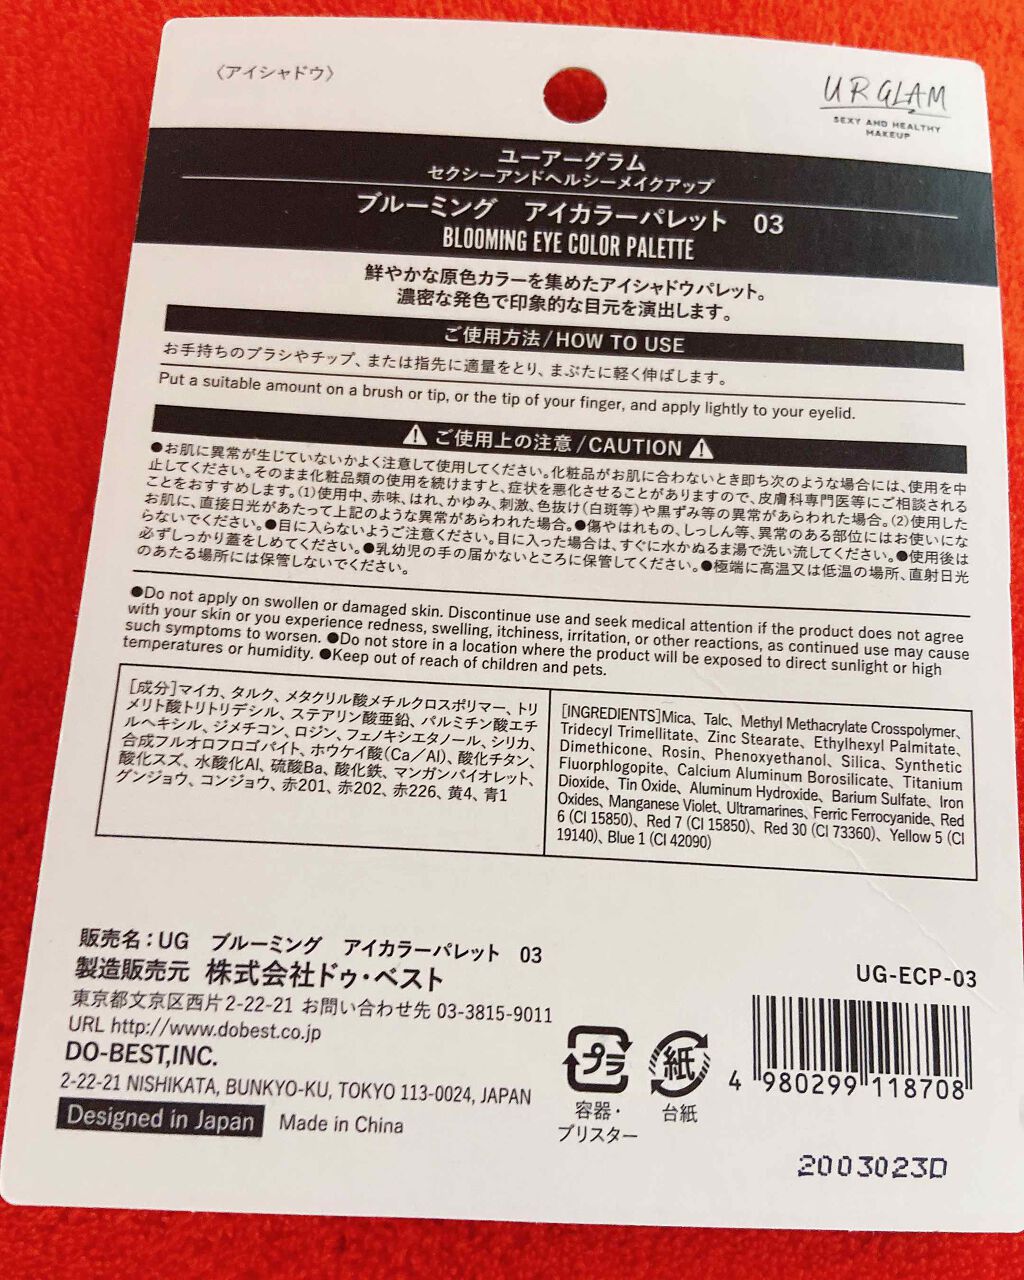 〈アイシャドウ〉
UR GLAM
SEXY AND HEALTHY
MAKEUP
ユーアーグラム
セクシーアンドヘルシーメイクアップ
ブルーミング アイカラーパレット 03
BLOOMING EYE COLOR PALETTE
鮮やかな原色カラーを集めたアイシャドウパレット。
濃密な発色で印象的な目元を演出します。
ご使用方法/HOW TO USE
お手持ちのブラシやチップ、または指先に適量をとり、まぶたに軽く伸ばします。
Put a suitable amount on a brush or tip, or the tip of your finger, and apply lightly to your eyelid.
⚠ ご使用上の注意/CAUTION ⚠
●お肌に異常が生じていないかよく注意して使用してください。化粧品がお肌に合わないとき即ち次のような場合には、使用を中
止してください。そのまま化粧品類の使用を続けますと、症状を悪化させることがありますので、皮膚科専門医等にご相談される
ことをおすすめします。(1)使用中、赤味、はれ、かゆみ、刺激、色抜け(白斑等)や黒ずみ等の異常があらわれた場合。(2)使用した
お肌に、直接日光があたって上記のような異常があらわれた場合。●傷やはれもの、しっしん等、異常のある部位にはお使いにな
らないでください。●目に入らないようご注意ください。目に入った場合は、すぐに水かぬるま湯で洗い流してください。●使用後は
必ずしっかり蓋をしめてください。●乳幼児の手の届かないところに保管してください。●極端に高温又は低温の場所、直射日光
のあたる場所には保管しないでください。
●Do not apply on swollen or damaged skin. Discontinue use and seek medical attention if the product does not agree
with your skin or you experience redness, swelling, itchiness, irritation, or other reactions, as continued use may cause
such symptoms to worsen. ●Do not store in a location where the product will be exposed to direct sunlight or high
temperatures or humidity. ●Keep out of reach of children and pets.
[成分]マイカ、タルク、メタクリル酸メチルクロスポリマー、トリ
メリト酸トリトリデシル、ステアリン酸亜鉛、パルミチン酸エチ
ルヘキシル、ジメチコン、ロジン、フェノキシエタノール、シリカ、
合成フルオロフロゴパイト、ホウケイ酸(Ca/Al)、酸化チタン、
酸化スズ、水酸化Al、硫酸Ba、酸化鉄、マンガンバイオレット、
グンジョウ、コンジョウ、赤201、赤202、赤226、黄4、青1
[INGREDIENTS]Mica、Talc、Methyl Methacrylate Crosspolymer、
Tridecyl Trimellitate、Zinc Stearate、Ethylhexyl Palmitate、
Dimethicone、Rosin、Phenoxyethanol、Silica、Synthetic
Fluorphlogopite、Calcium Aluminum Borosilicate、Titanium
Dioxide、Tin Oxide、Aluminum Hydroxide、Barium Sulfate、Iron
Oxides、Manganese Violet、Ultramarines、Ferric Ferrocyanide、Red
6 (CI 15850)、Red 7 (CI 15850)、Red 30 (CI 73360)、Yellow 5 (CI
19140)、Blue 1 (CI 42090)
販売名：UG ブルーミング アイカラーパレット 03
製造販売元 株式会社ドゥ・ベスト
東京都文京区西片2-22-21 お問い合わせ先 03-3815-9011
URL http://www.dobest.co.jp
DO-BEST,INC.
2-22-21 NISHIKATA, BUNKYO-KU, TOKYO 113-0024, JAPAN
Designed in Japan Made in China
プラ
容器・
ブリスター
紙
台紙
UG-ECP-03
4 980299 118708
2003023D